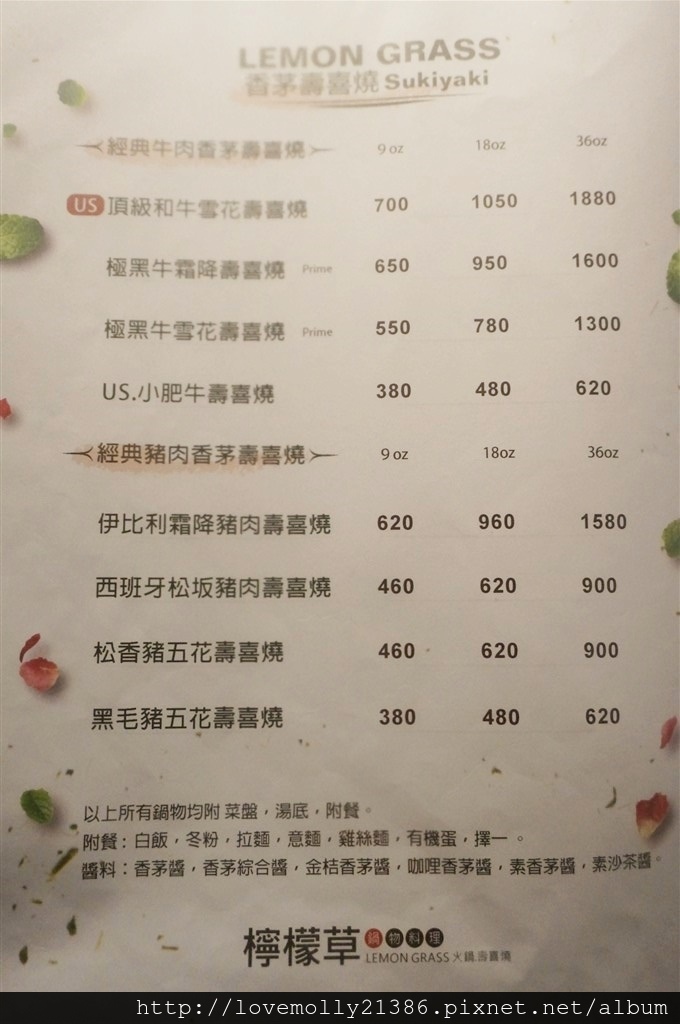 LEMON GRASS
香茅壽喜燒 Sukiyaki
經典牛肉香茅壽喜燒 9 oz 18oz 36oz
US 頂級和牛雪花壽喜燒 700 1050 1880
極黑牛霜降壽喜燒 Prime 650 950 1600
極黑牛雪花壽喜燒 Prime 550 780 1300
US.小肥牛壽喜燒 380 480 620
經典豬肉香茅壽喜燒 9 oz 18oz 36oz
伊比利霜降豬肉壽喜燒 620 960 1580
西班牙松坂豬肉壽喜燒 460 620 900
松香豬五花壽喜燒 460 620 900
黑毛豬五花壽喜燒 380 480 620
以上所有鍋物均附 菜盤，湯底，附餐。
附餐：白飯，冬粉，拉麵，意麵，雞絲麵，有機蛋，擇一 。
醬料：香茅醬，香茅綜合醬，金桔香茅醬，咖哩香茅醬，素香茅醬，素沙茶醬。
檸檬草 鍋物料理
LEMON GRASS 火鍋.壽喜燒
http://lovemolly21386.pixnet.net/album